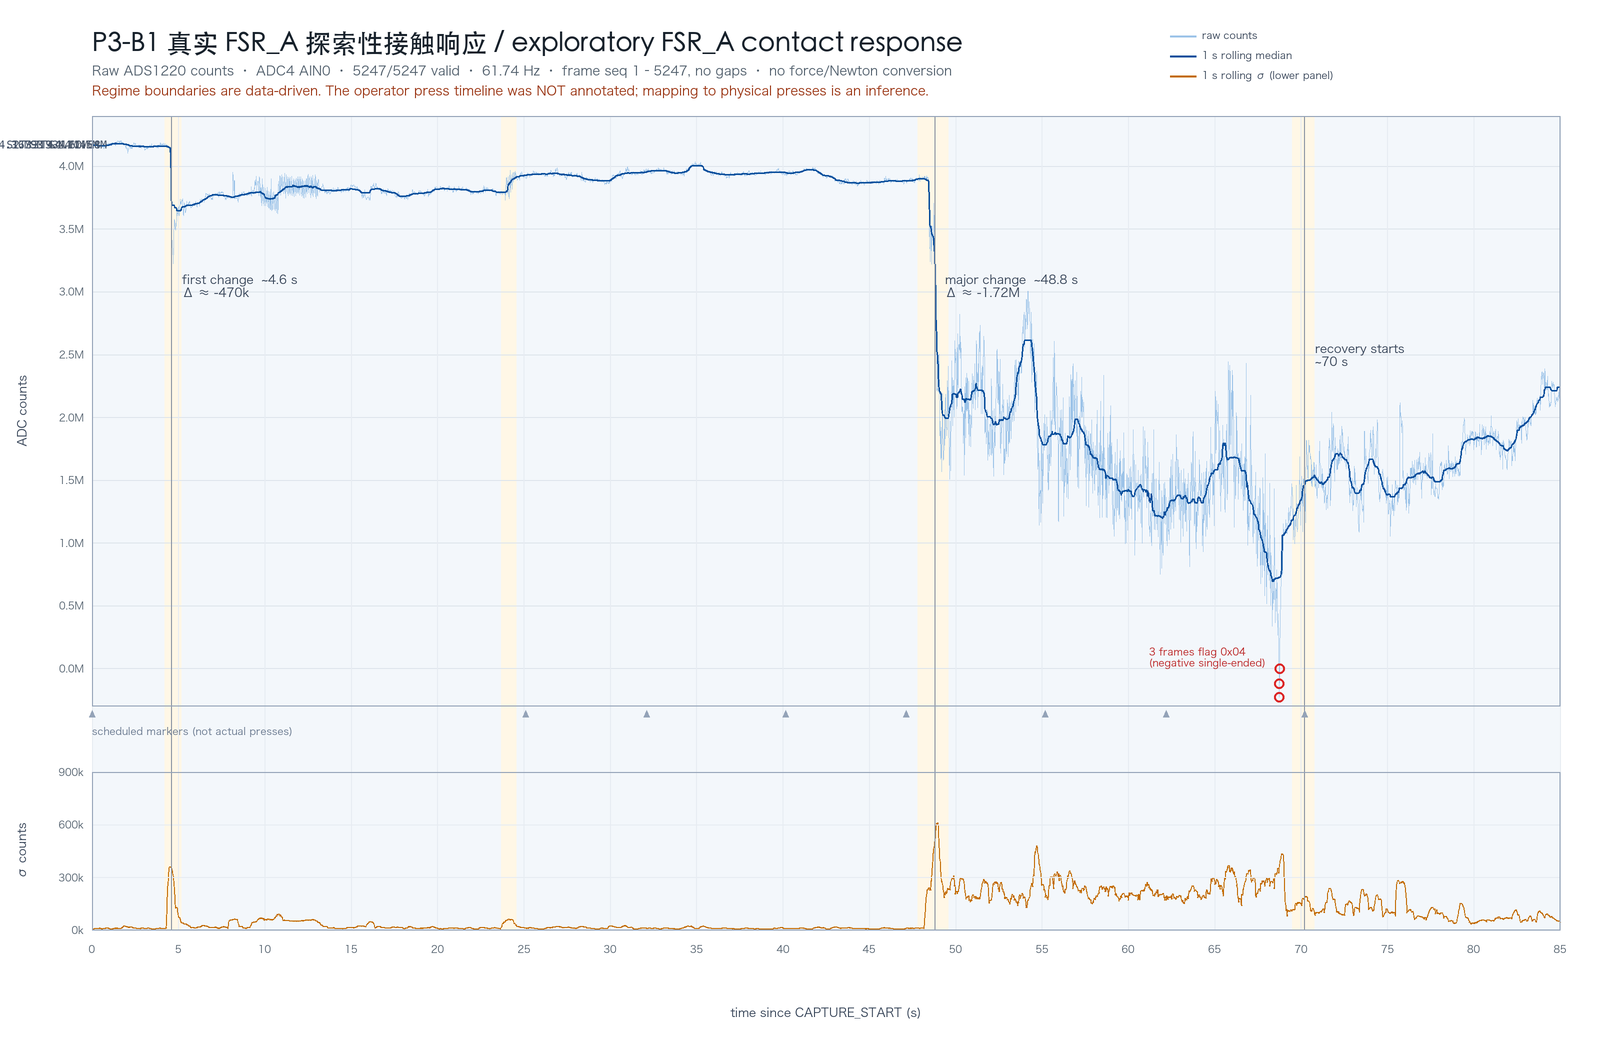 P3-B1 真实 FSR_A 探索性接触响应 / exploratory FSR_A contact response
Raw ADS1220 counts · ADC4 AIN0 · 5247/5247 valid · 61.74 Hz · frame seq 1 - 5247, no gaps · no force/Newton conversion
Regime boundaries are data-driven. The operator press timeline was NOT annotated; mapping to physical presses is an inference.
raw counts
1 s rolling median
1 s rolling σ (lower panel)
4.0M
3.5M
3.0M
2.5M
2.0M
1.5M
1.0M
0.5M
0.0M
ADC counts
first change ~4.6 s
Δ ≈ -470k
major change ~48.8 s
Δ ≈ -1.72M
recovery starts
~70 s
3 frames flag 0x04
(negative single-ended)
scheduled markers (not actual presses)
900k
600k
300k
0k
σ counts
0 5 10 15 20 25 30 35 40 45 50 55 60 65 70 75 80 85
time since CAPTURE_START (s)